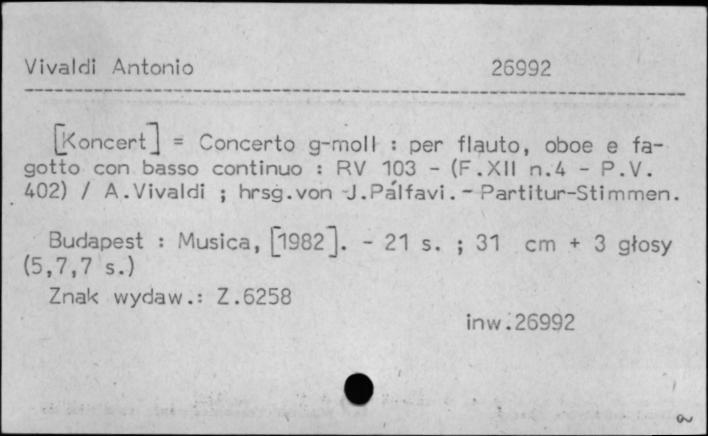 Vivaldi Antonio 26992
[Koncert] = Concerto g-moll : per flauto, oboe e fa-
gotto con basso continuo : RV 103 - (F.XII n.4 - P.V.
402) / A.Vivaldi ; hrsg.von J.Pálfavi.- Partitur-Stimmen.
Budapest : Musica, [1982]. - 21 s. ; 31 cm + 3 głosy
(5,7,7 s.)
Znak wydaw.: Z.6258
inw.26992